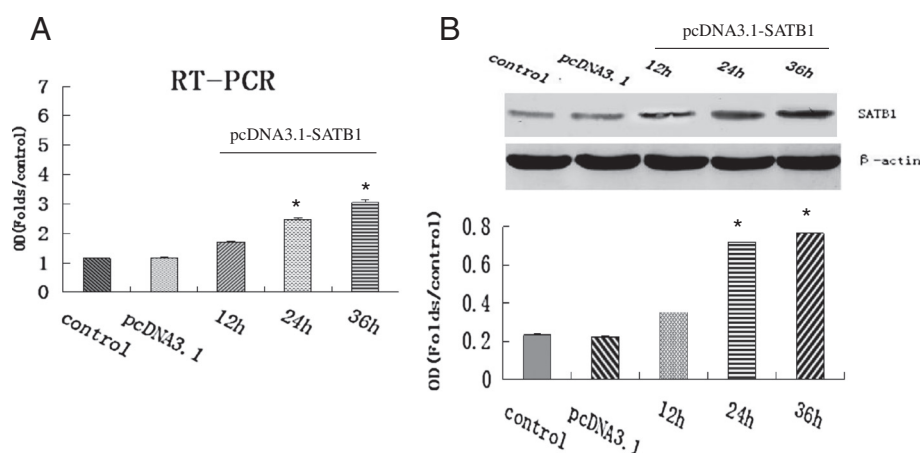 A
RT-PCR
pcDNA3.1-SATB1
OD(Folds/control)
7
6
5
4
3
2
1
0
* *
control pcDNA3.1 12h 24h 36h
B
pcDNA3.1-SATB1
control pcDNA3.1 12h 24h 36h
SATB1
β-actin
OD(Folds/control)
0.8
0.6
0.4
0.2
0
* *
control pcDNA3.1 12h 24h 36h